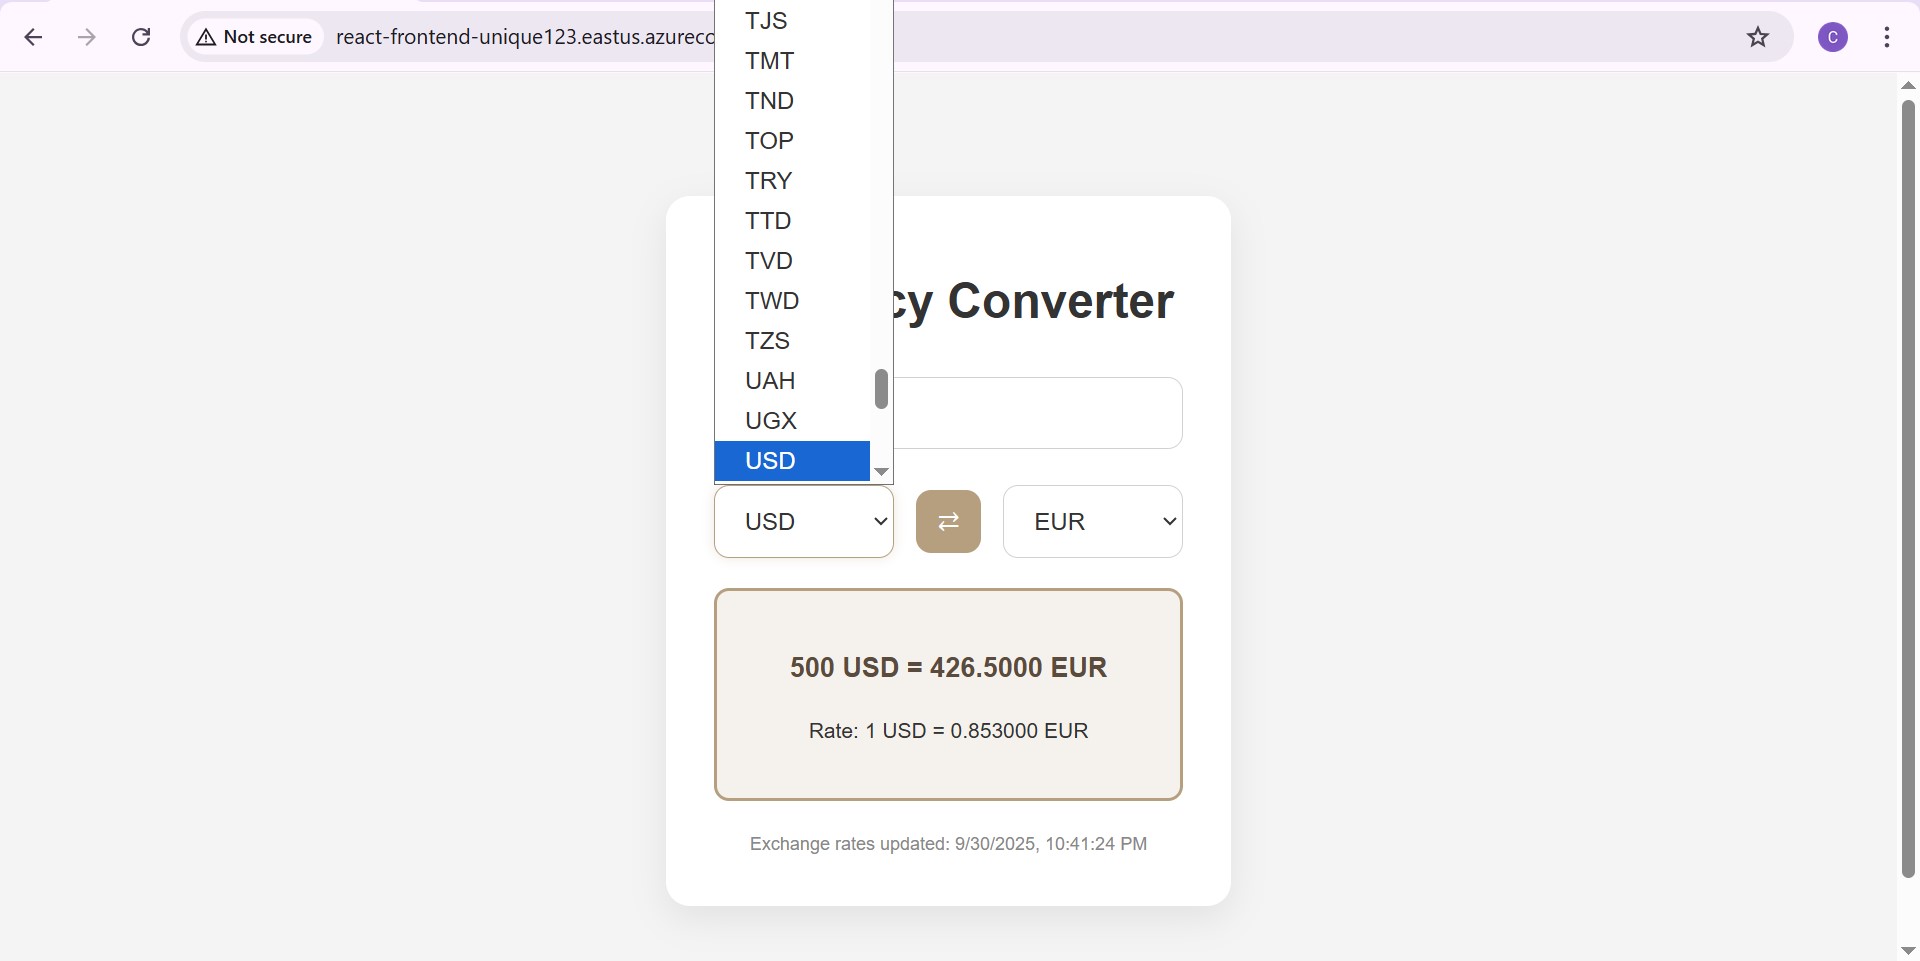 Not secure
react-frontend-unique123.eastus.azureco
C
TJS
TMT
TND
TOP
TRY
TTD
TVD
TWD
TZS
UAH
UGX
USD
cy Converter
USD
⇄
EUR
500 USD = 426.5000 EUR
Rate: 1 USD = 0.853000 EUR
Exchange rates updated: 9/30/2025, 10:41:24 PM